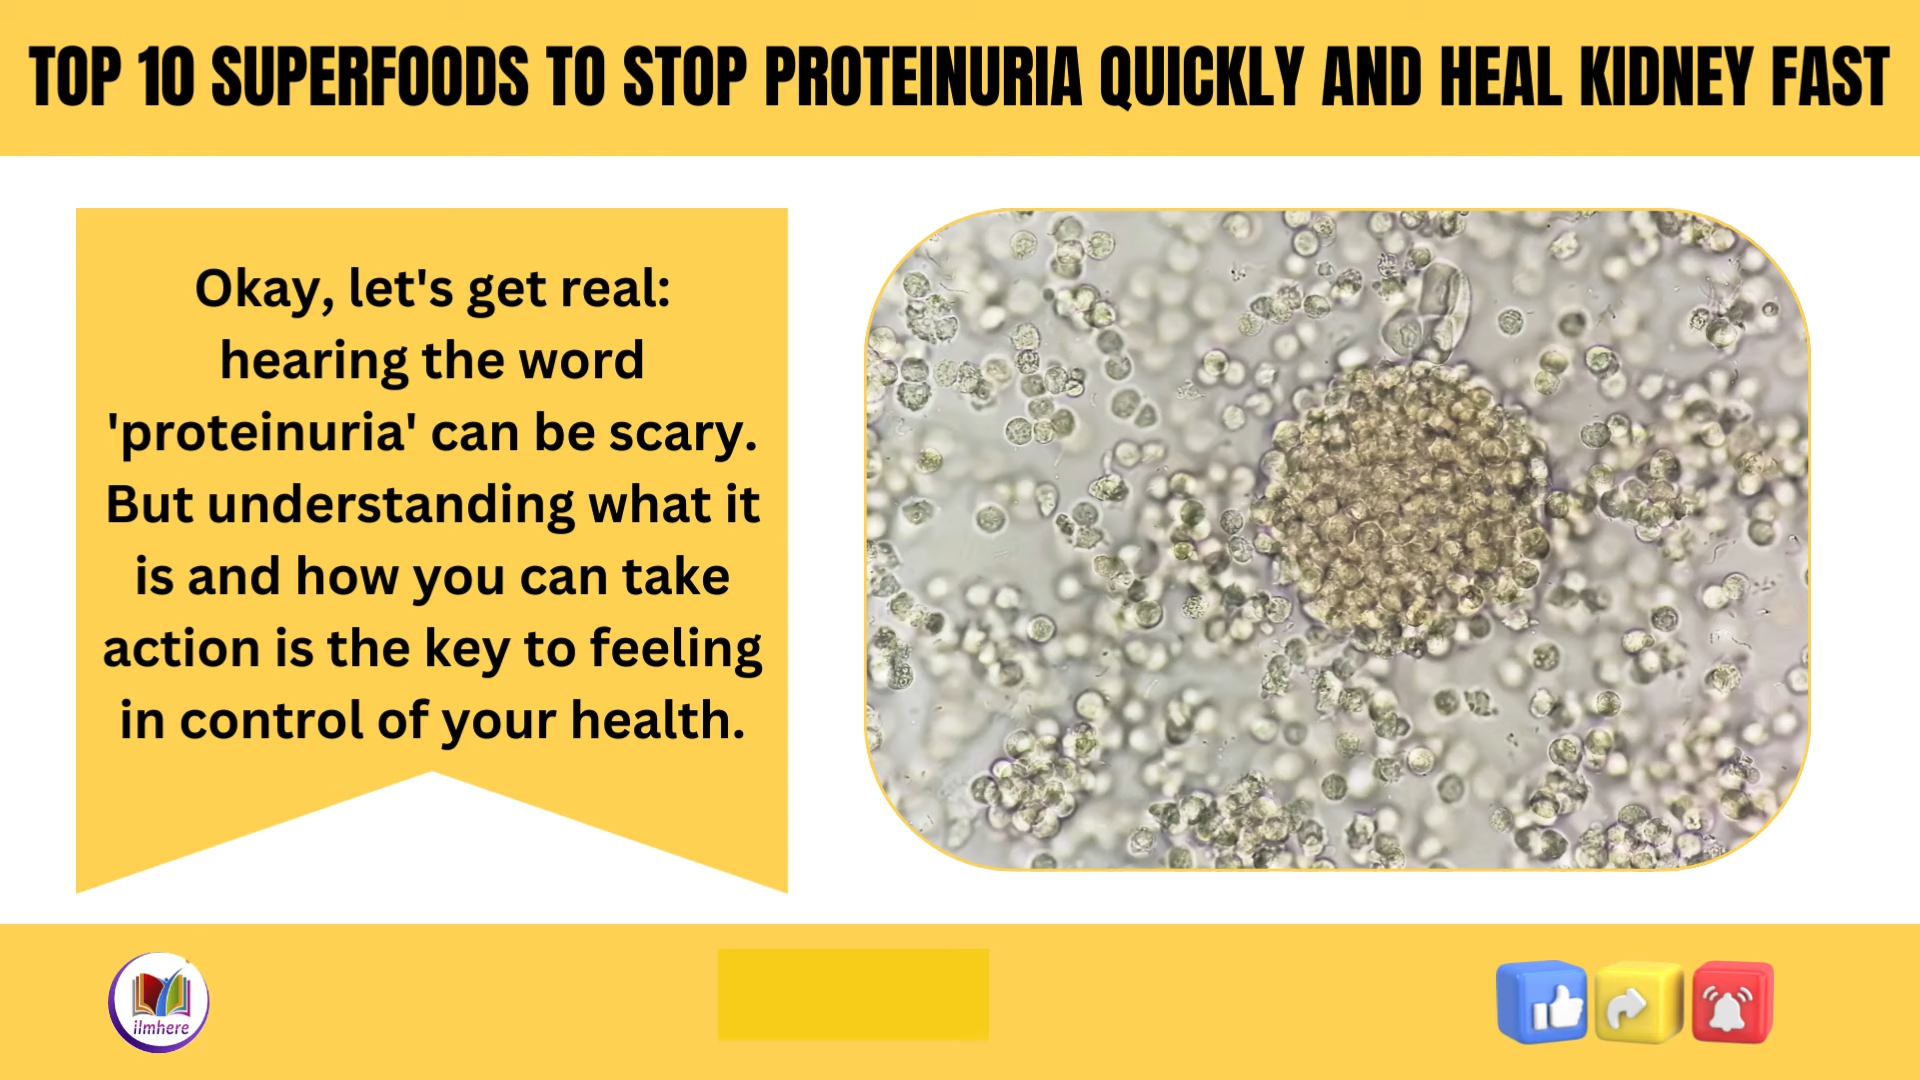 TOP 10 SUPERFOODS TO STOP PROTEINURIA QUICKLY AND HEAL KIDNEY FAST
Okay, let's get real:
hearing the word
'proteinuria' can be scary.
But understanding what it
is and how you can take
action is the key to feeling
in control of your health.
ilmhere